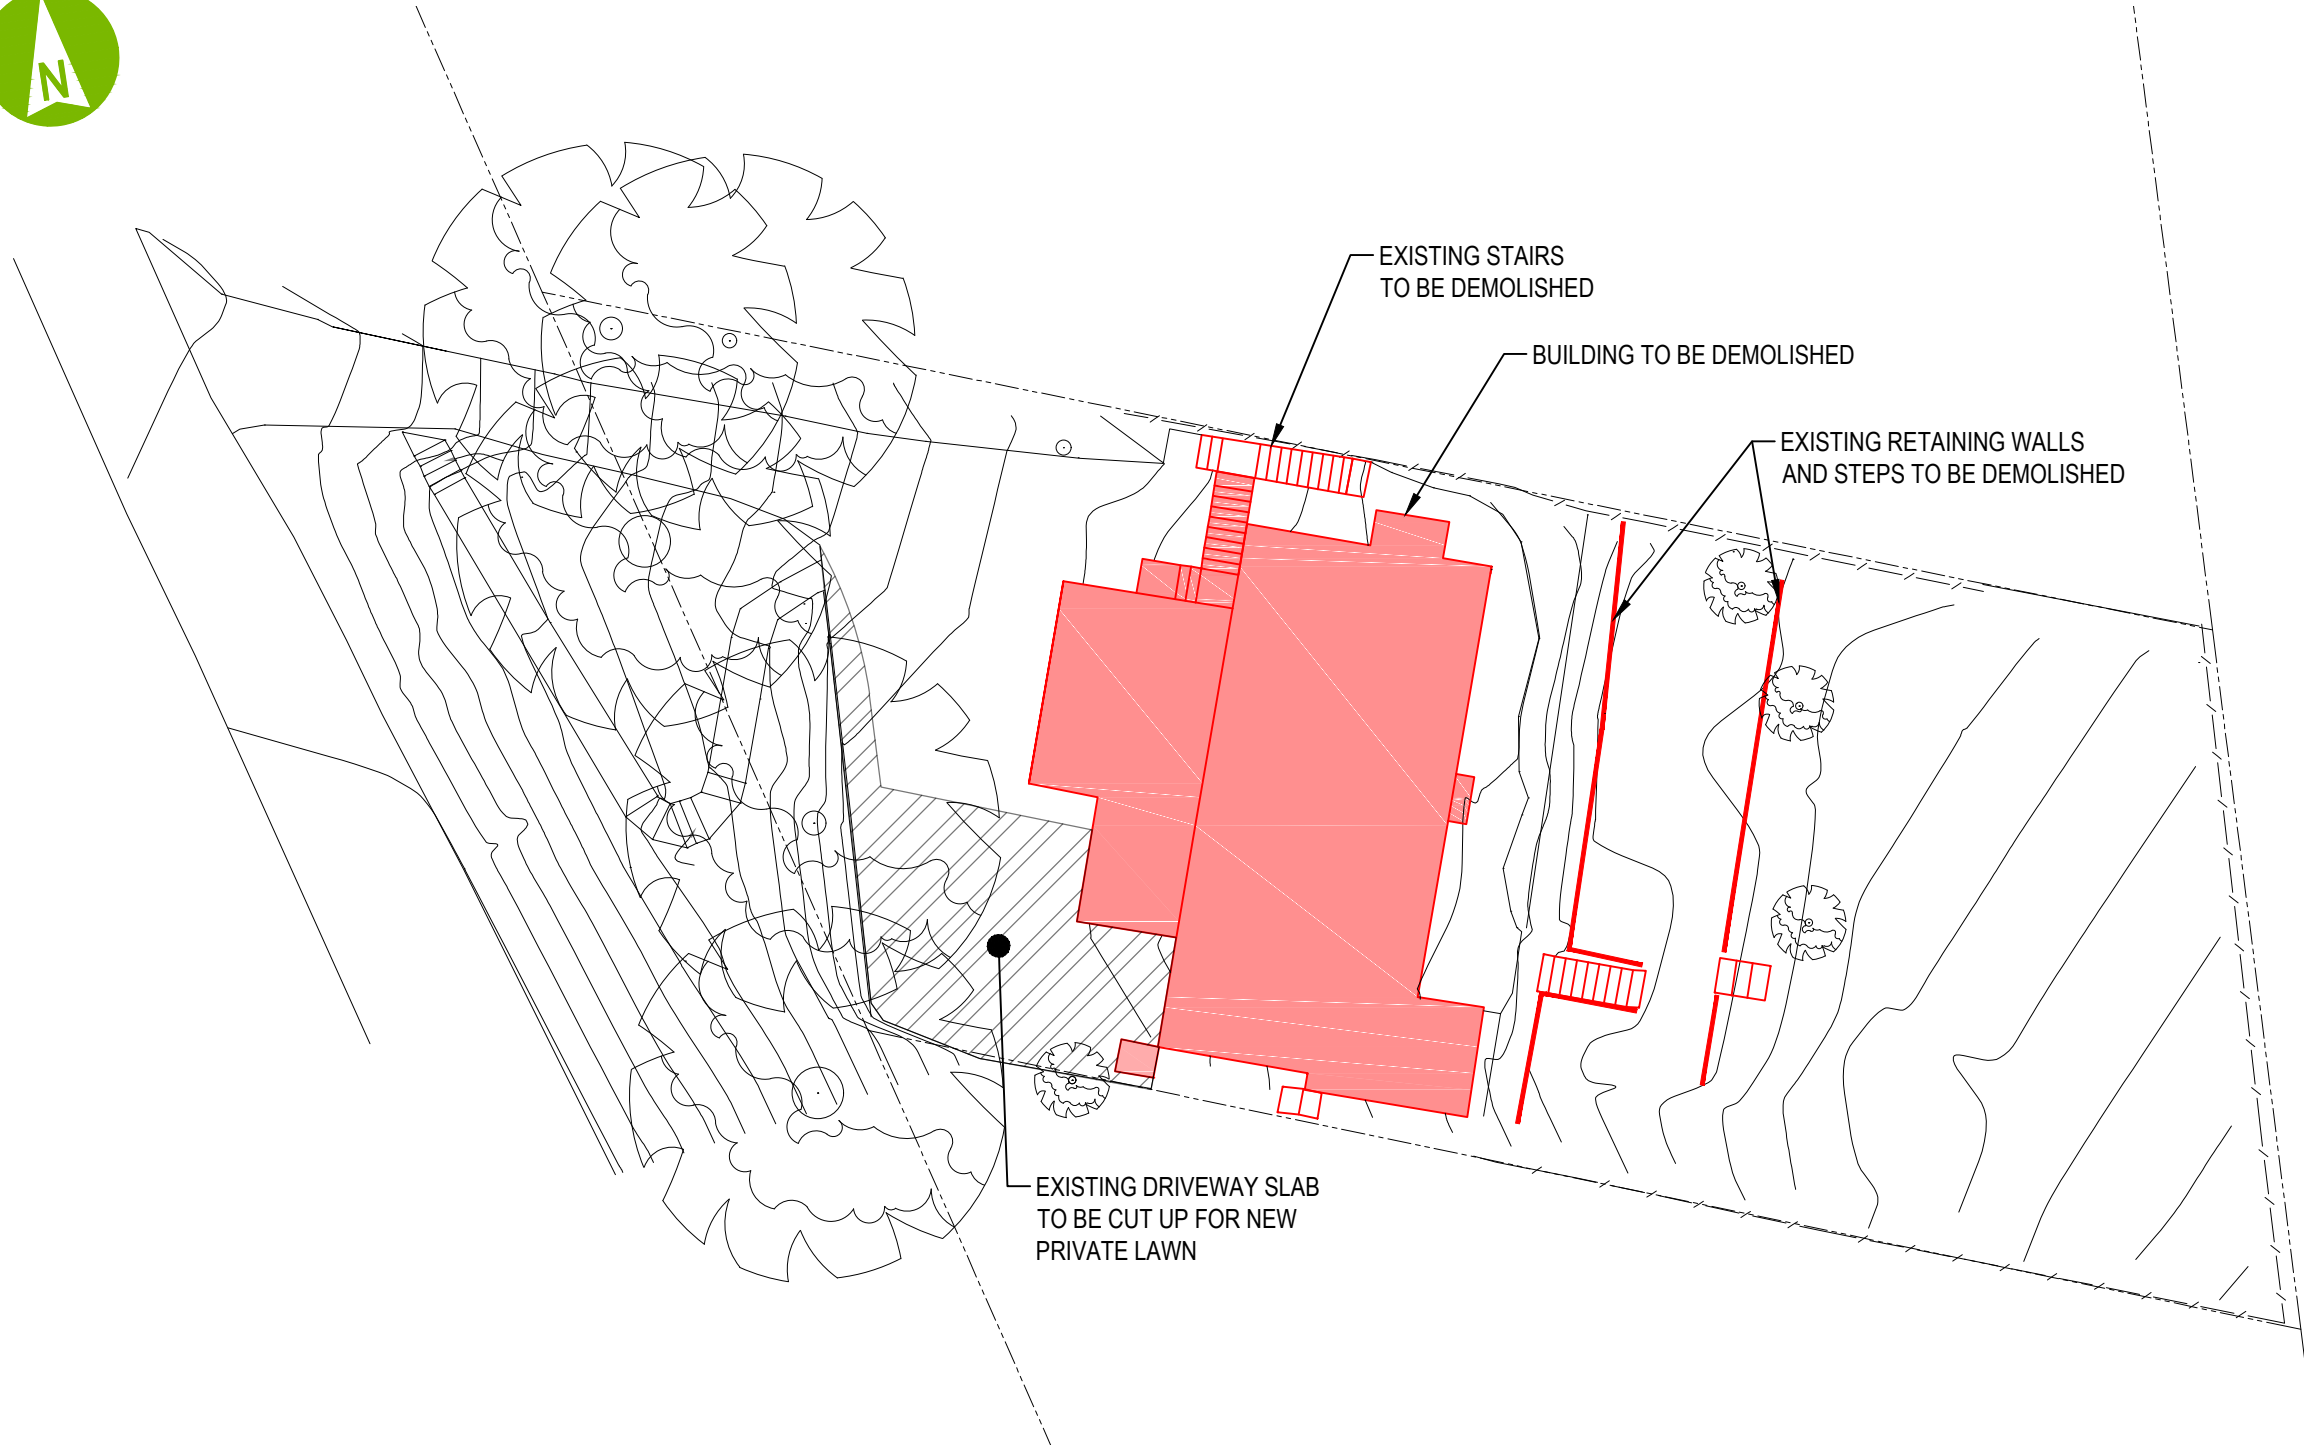 N
EXISTING STAIRS
TO BE DEMOLISHED
BUILDING TO BE DEMOLISHED
EXISTING RETAINING WALLS
AND STEPS TO BE DEMOLISHED
EXISTING DRIVEWAY SLAB
TO BE CUT UP FOR NEW
PRIVATE LAWN